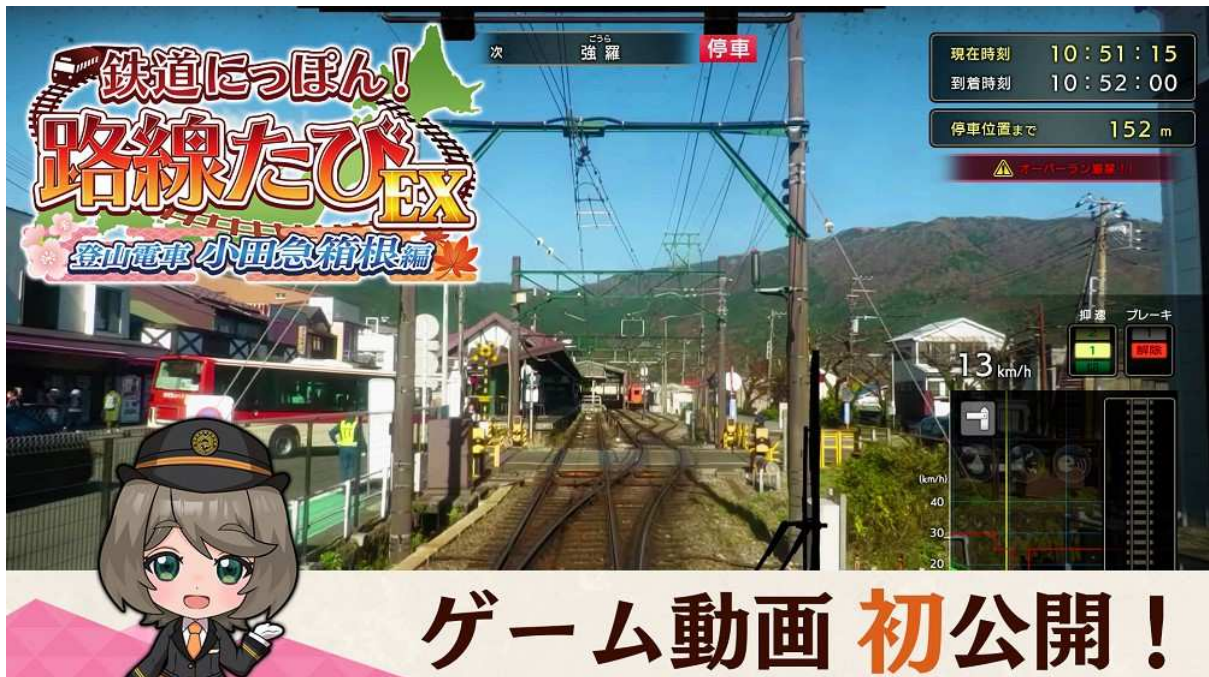 鉄道にっぽん!
路線たびEX
登山電車 小田急箱根編
次 強羅 停車
ごうら
現在時刻 10:51:15
到着時刻 10:52:00
停車位置まで 152 m
オーバーラン厳禁!!
抑速 ブレーキ
1 解除
13 km/h
(km/h)
40
30
20
ゲーム動画 初公開!